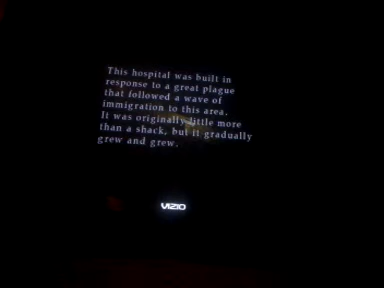 This hospital was built in
response to a great plague
that followed a wave of
immigration to this area.
It was originally little more
than a shack, but it gradually
grew and grew.
VIZIO